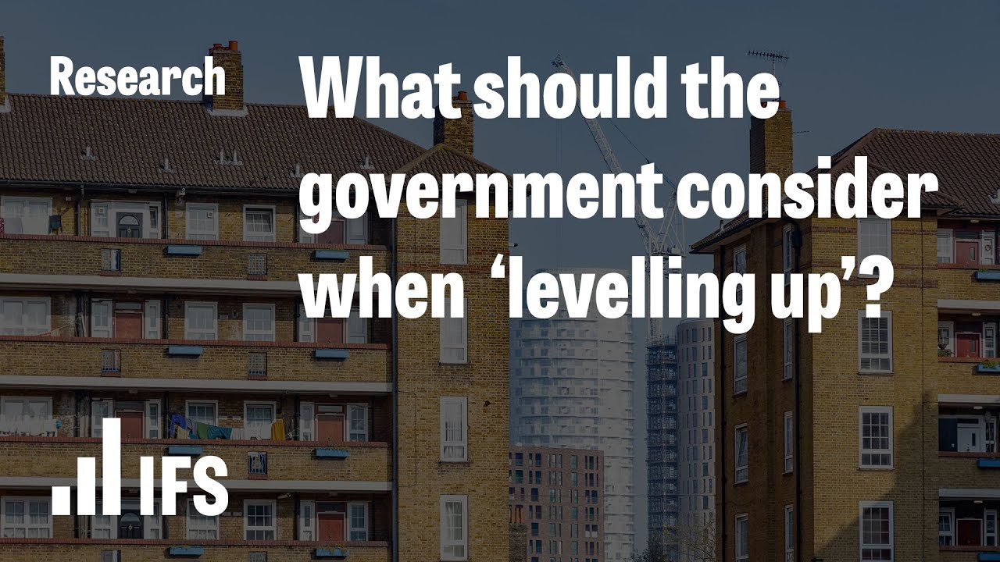 Research
What should the
government consider
when ‘levelling up’?
IFS